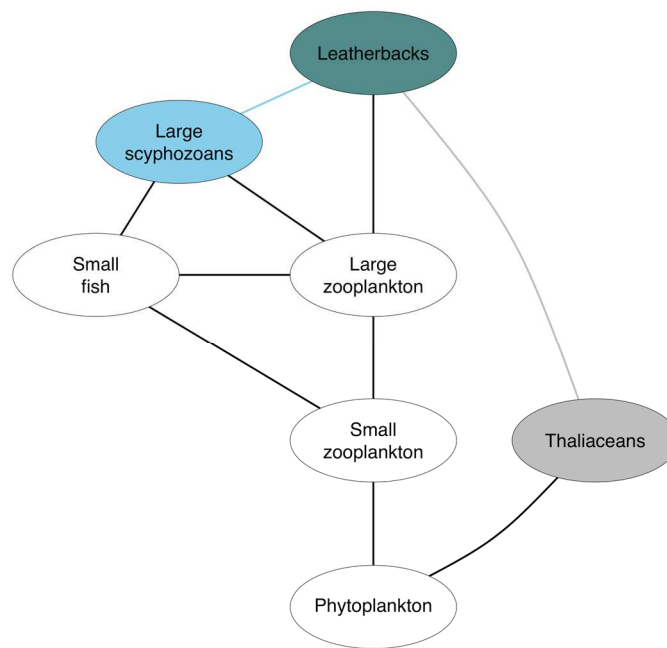 Leatherbacks
Large
scyphozoans
Small
fish
Large
zooplankton
Small
zooplankton
Thaliaceans
Phytoplankton